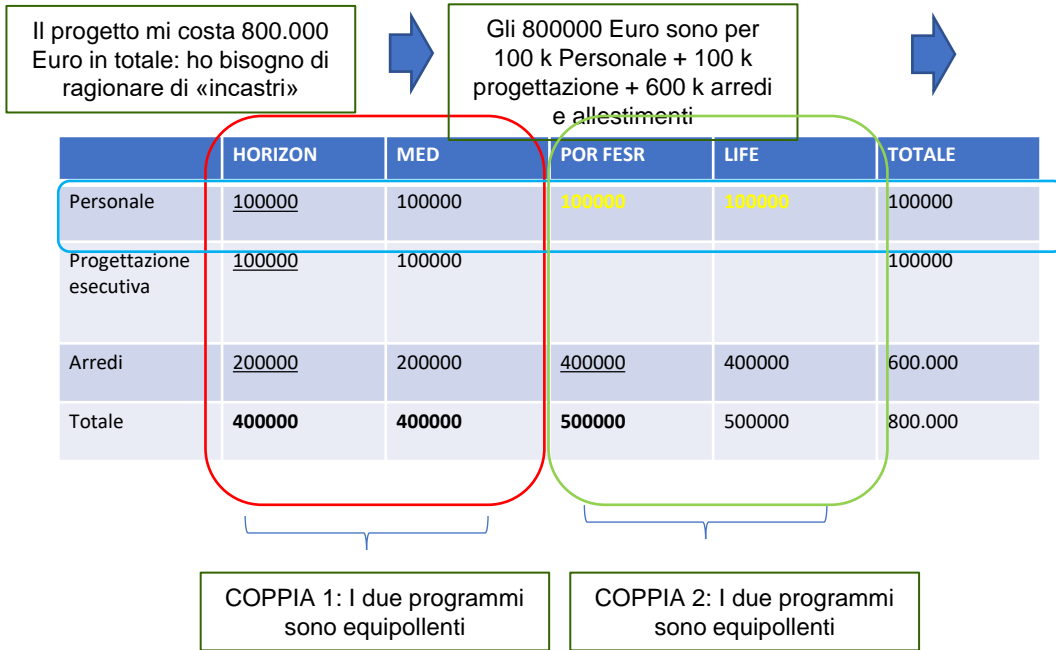 Il progetto mi costa 800.000
Euro in totale: ho bisogno di
ragionare di «incastri»
Gli 800000 Euro sono per
100 k Personale + 100 k
progettazione + 600 k arredi
e allestimenti
HORIZON MED POR FESR LIFE TOTALE
Personale 100000 100000 100000 100000 100000
Progettazione 100000 100000 100000
esecutiva
Arredi 200000 200000 400000 400000 600.000
Totale 400000 400000 500000 500000 800.000
COPPIA 1: I due programmi
sono equipollenti
COPPIA 2: I due programmi
sono equipollenti